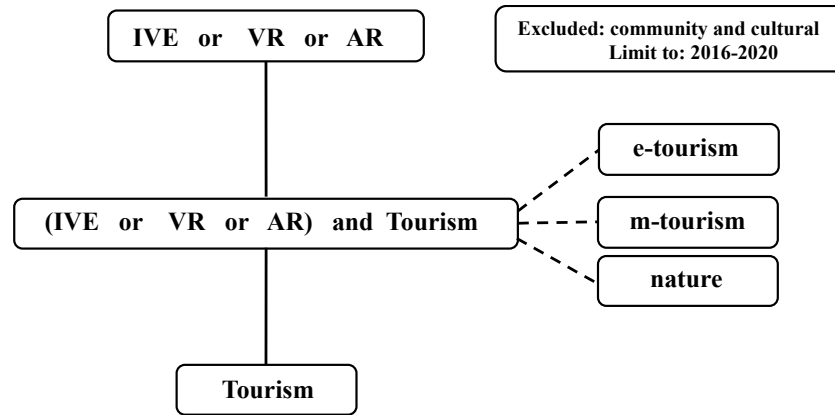 IVE or VR or AR
Excluded: community and cultural
Limit to: 2016-2020
e-tourism
(IVE or VR or AR) and Tourism
m-tourism
nature
Tourism